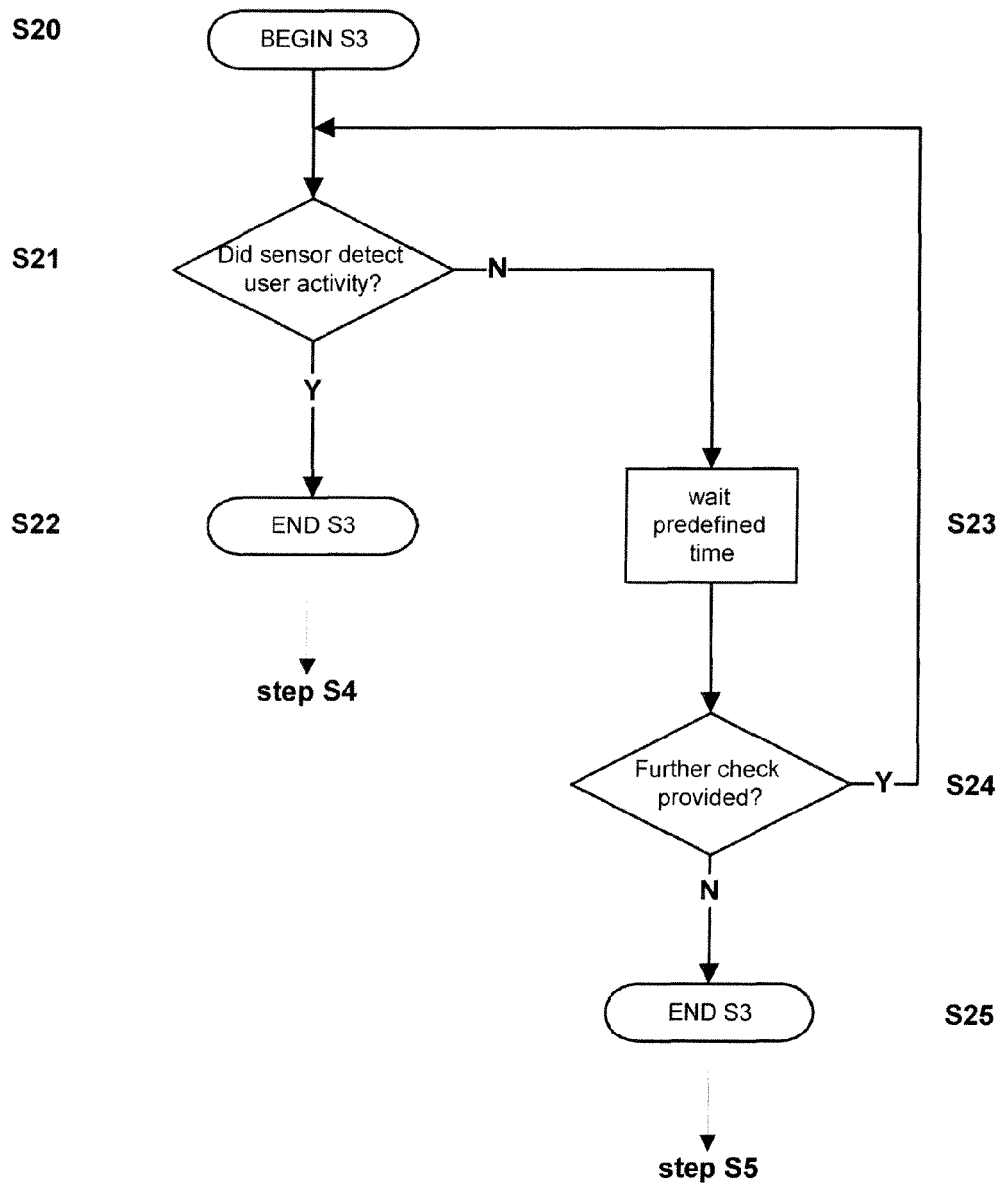 S20
BEGIN S3
S21
Did sensor detect
user activity?
N
Y
S22
END S3
wait
predefined
time
S23
step S4
Further check
provided?
Y
S24
N
END S3
S25
step S5